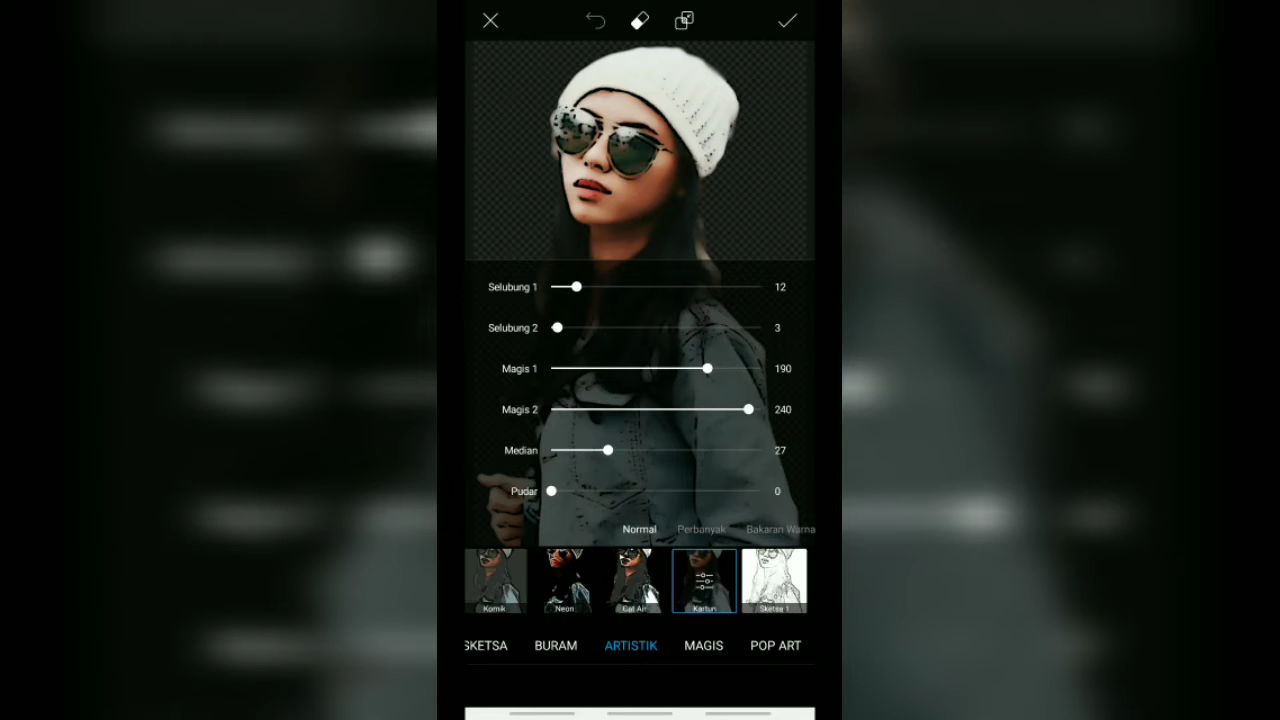 Selubung 1 12
Selubung 2 3
Magis 1 190
Magis 2 240
Median 27
Pudar 0
Normal Perbanyak Bakaran Warna
Komik Neon Cat Air Kartun Sketsa 1
SKETSA BURAM ARTISTIK MAGIS POP ART